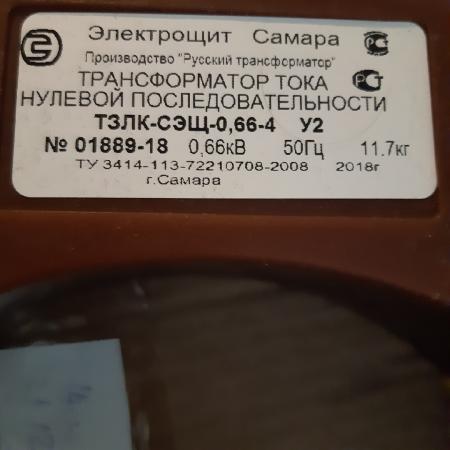 Электрощит Самара
Производство "Русский трансформатор"
ТРАНСФОРМАТОР ТОКА
НУЛЕВОЙ ПОСЛЕДОВАТЕЛЬНОСТИ
ТЗЛК-СЭЩ-0,66-4 У2
№ 01889-18 0,66кВ 50Гц 11.7кг
ТУ 3414-113-72210708-2008 2018г
г.Самара